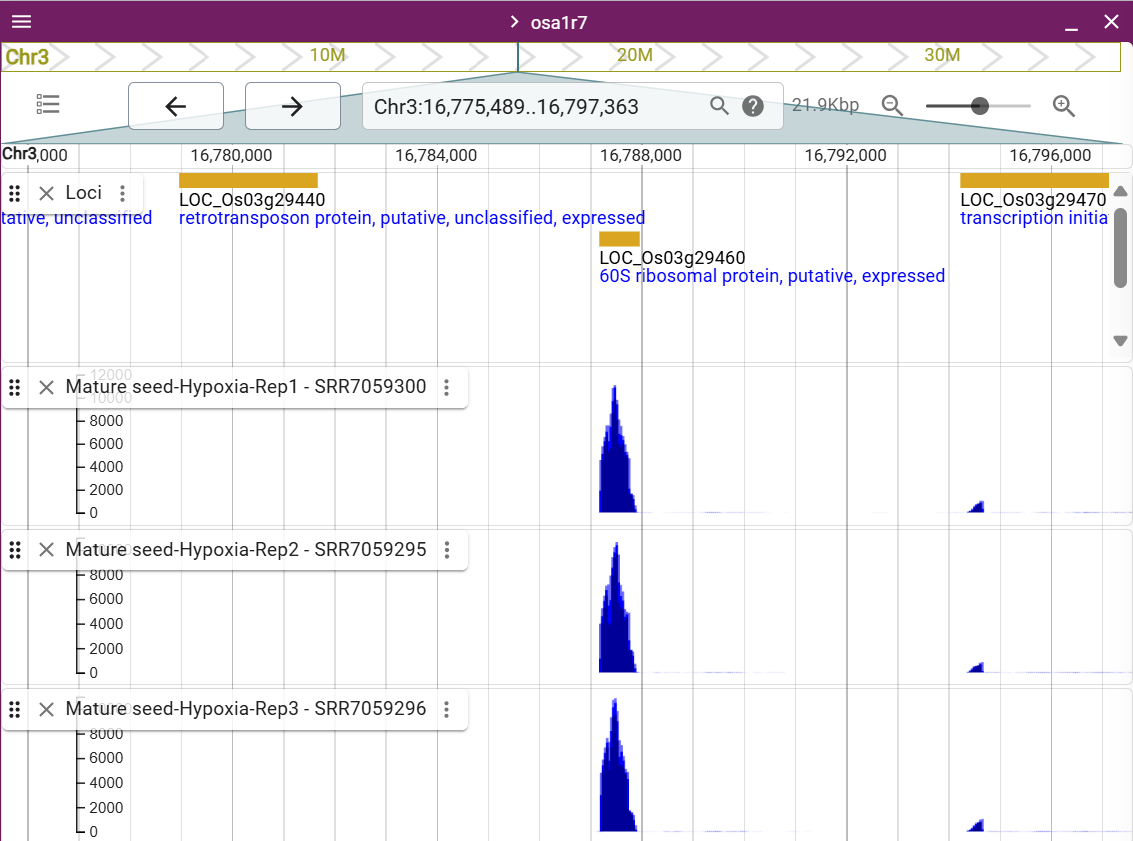 osa1r7
Chr3 10M 20M 30M
Chr3:16,775,489..16,797,363 ? 21.9Kbp
Chr3 ,000 16,780,000 16,784,000 16,788,000 16,792,000 16,796,000
Loci
LOC_Os03g29440 LOC_Os03g29470
tative, unclassified retrotransposon protein, putative, unclassified, expressed transcription initia
LOC_Os03g29460
60S ribosomal protein, putative, expressed
12000
Mature seed-Hypoxia-Rep1 - SRR7059300
10000
8000
6000
4000
2000
0
Mature seed-Hypoxia-Rep2 - SRR7059295
8000
6000
4000
2000
0
Mature seed-Hypoxia-Rep3 - SRR7059296
8000
6000
4000
2000
0